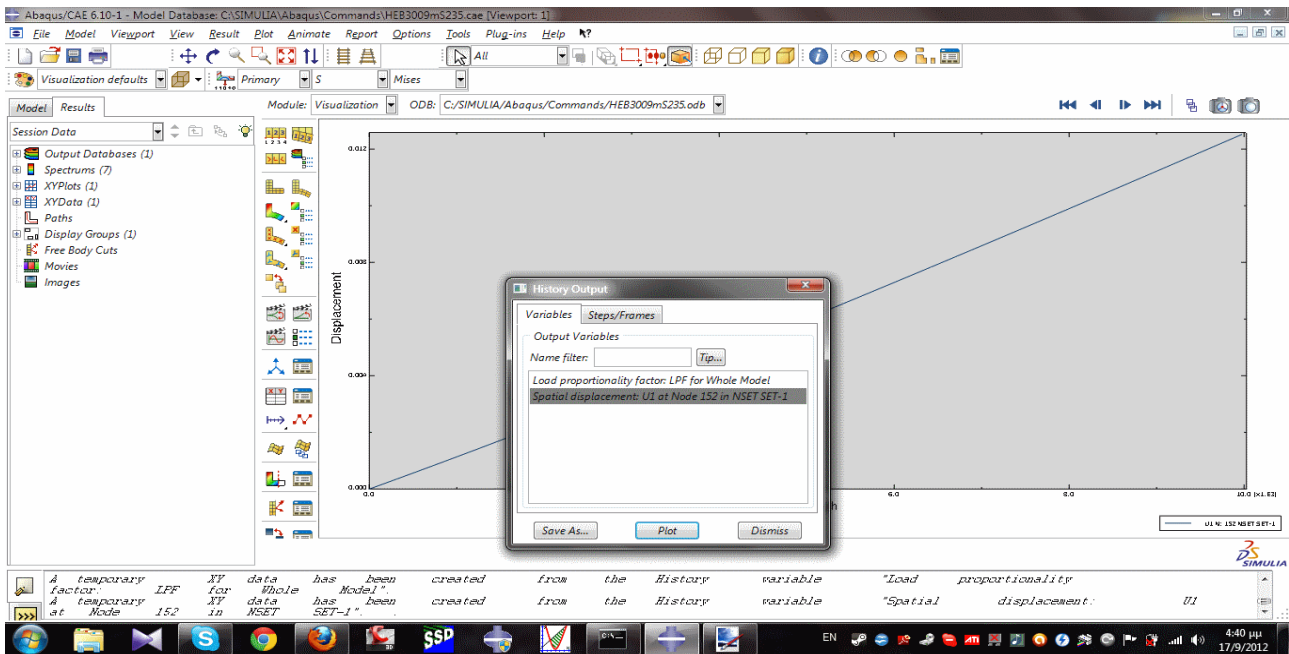 Abaqus/CAE 6.10-1 - Model Database: C:\SIMULIA\Abaqus\Commands\HEB3009mS235.cae [Viewport: 1]
File Model Viewport View Result Plot Animate Report Options Tools Plug-ins Help
All
Visualization defaults Primary S Mises
Model Results
Module: Visualization ODB: C:/SIMULIA/Abaqus/Commands/HEB3009mS235.odb
Session Data
Output Databases (1)
Spectrums (7)
XYPlots (1)
XYData (1)
Paths
Display Groups (1)
Free Body Cuts
Movies
Images
0.012
0.008
0.000
Displacement
0.0
6.0
8.0
10.0 [x1.E3]
h
U1 N: 152 NSET SET-1
History Output
Variables Steps/Frames
Output Variables
Name filter: Tip...
Load proportionality factor: LPF for Whole Model
Spatial displacement: U1 at Node 152 in NSET SET-1
Save As... Plot Dismiss
SIMULIA
A temporary XY data has been created from the History variable "Load proportionality
factor: LPF for Whole Model".
A temporary XY data has been created from the History variable "Spatial displacement: U1
at Node 152 in NSET SET-1".
SSP
EN
4:40 μμ
17/9/2012